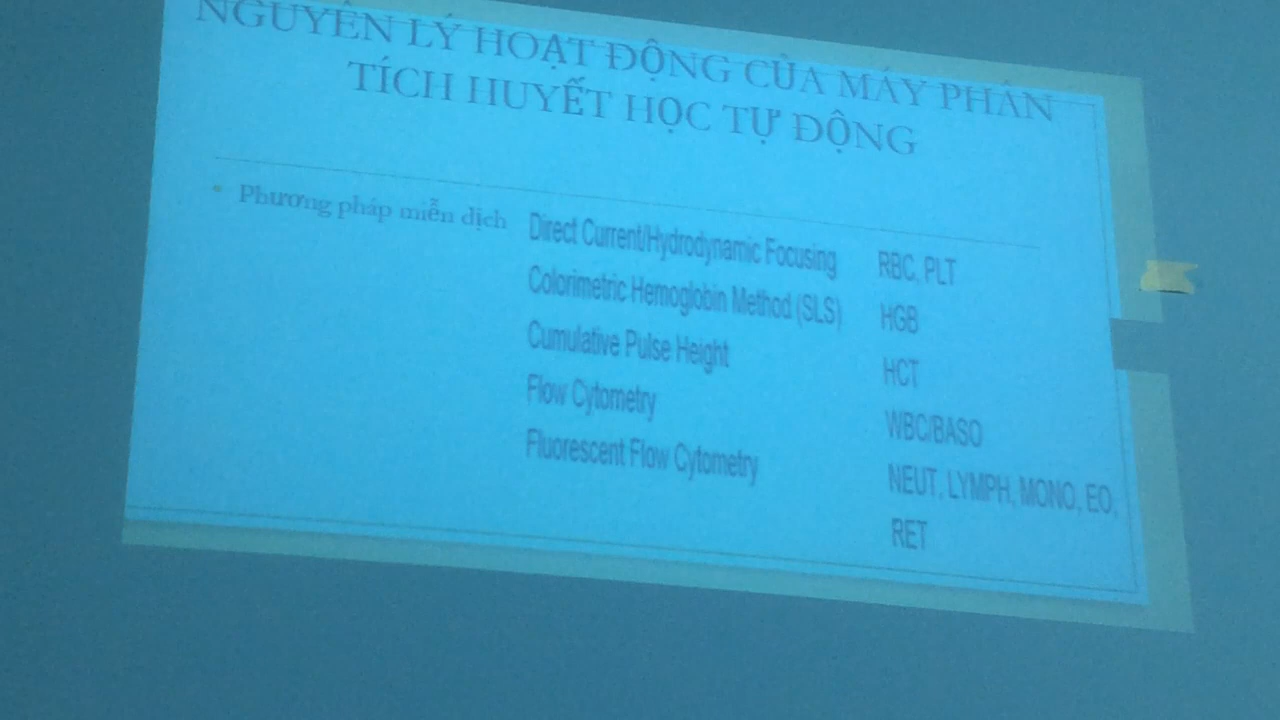 NGUYÊN LÝ HOẠT ĐỘNG CỦA MÁY PHÂN
TÍCH HUYẾT HỌC TỰ ĐỘNG
• Phương pháp miễn dịch
Direct Current/Hydrodynamic Focusing RBC, PLT
Colorimetric Hemoglobin Method (SLS) HGB
Cumulative Pulse Height HCT
Flow Cytometry WBC/BASO
Fluorescent Flow Cytometry NEUT, LYMPH, MONO, EO,
RET